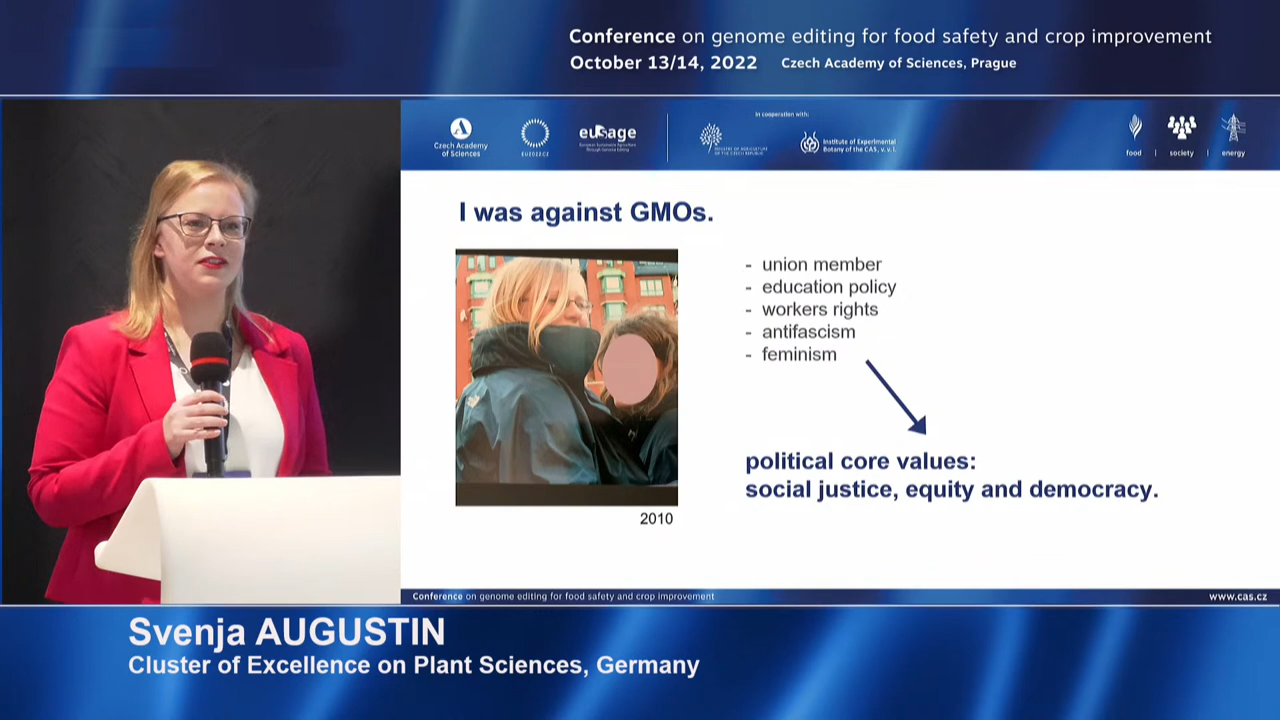 Conference on genome editing for food safety and crop improvement
October 13/14, 2022 Czech Academy of Sciences, Prague
Czech Academy
of Sciences
EU2022CZ
eusage
European Sustainable Agriculture
through Genome Editing
in cooperation with:
MINISTRY OF AGRICULTURE
OF THE CZECH REPUBLIC
Institute of Experimental
Botany of the CAS, v. v. i.
food | society | energy
I was against GMOs.
- union member
- education policy
- workers rights
- antifascism
- feminism
political core values:
social justice, equity and democracy.
2010
Conference on genome editing for food safety and crop improvement
www.cas.cz
Svenja AUGUSTIN
Cluster of Excellence on Plant Sciences, Germany